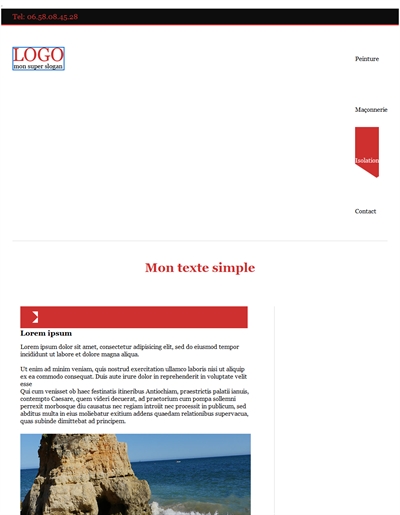 Tel: 06.58.08.45.28
LOGO
mon super slogan
Peinture
Maçonnerie
Isolation
Contact
Mon texte simple
Lorem ipsum
Lorem ipsum dolor sit amet, consectetur adipisicing elit, sed do eiusmod tempor
incididunt ut labore et dolore magna aliqua.
Ut enim ad minim veniam, quis nostrud exercitation ullamco laboris nisi ut aliquip
ex ea commodo consequat. Duis aute irure dolor in reprehenderit in voluptate velit
esse
Qui cum venisset ob haec festinatis itineribus Antiochiam, praestrictis palatii ianuis,
contempto Caesare, quem videri decuerat, ad praetorium cum pompa sollemni
perrexit morbosque diu causatus nec regiam introiit nec processit in publicum, sed
abditus multa in eius moliebatur exitium addens quaedam relationibus supervacua,
quas subinde dimittebat ad principem.